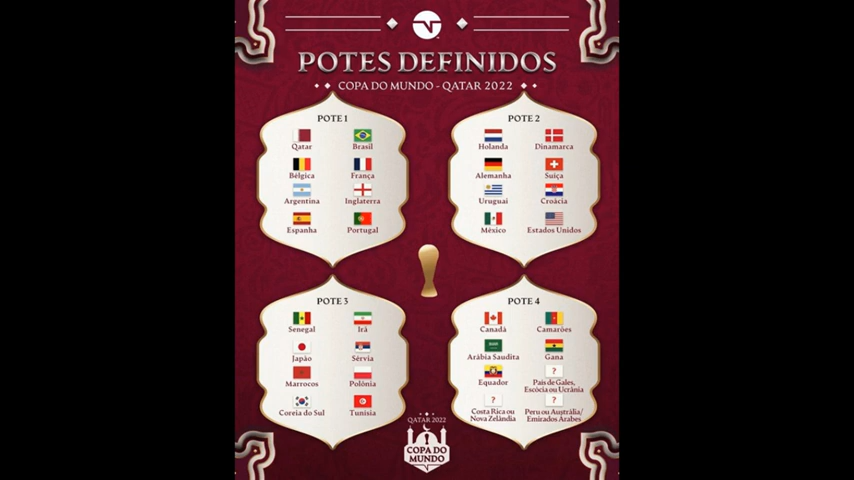 POTES DEFINIDOS
COPA DO MUNDO - QATAR 2022
POTE 1
Qatar
Brasil
Bélgica
França
Argentina
Inglaterra
Espanha
Portugal
POTE 2
Holanda
Dinamarca
Alemanha
Suíça
Uruguai
Croácia
México
Estados Unidos
POTE 3
Senegal
Irã
Japão
Sérvia
Marrocos
Polônia
Coreia do Sul
Tunísia
POTE 4
Canadá
Camarões
Arábia Saudita
Gana
Equador
?
País de Gales,
Escócia ou Ucrânia
?
Costa Rica ou
Nova Zelândia
?
Peru ou Austrália/
Emirados Árabes
QATAR 2022
COPA DO
MUNDO